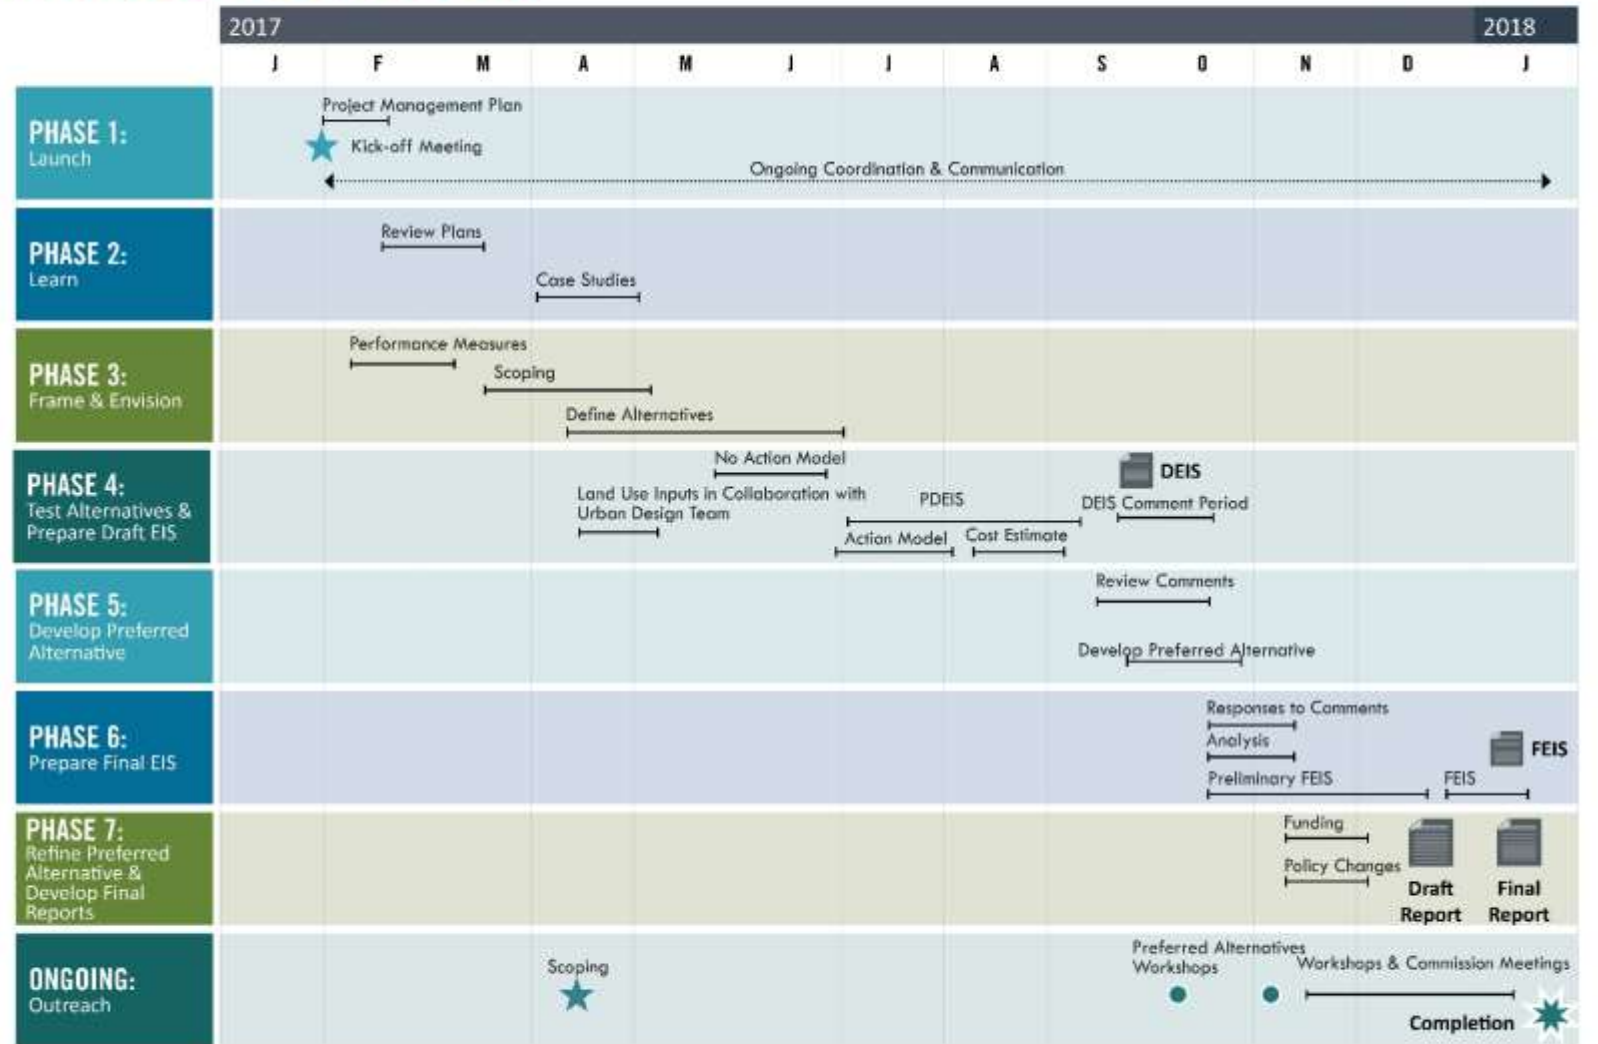 2017
2018
J F M A M J J A S O N D J
PHASE 1:
Launch
Project Management Plan
Kick-off Meeting
Ongoing Coordination & Communication
PHASE 2:
Learn
Review Plans
Case Studies
PHASE 3:
Frame & Envision
Performance Measures
Scoping
Define Alternatives
PHASE 4:
Test Alternatives &
Prepare Draft EIS
No Action Model
Land Use Inputs in Collaboration with
Urban Design Team
PDEIS
Action Model
Cost Estimate
DEIS
DEIS Comment Period
PHASE 5:
Develop Preferred
Alternative
Review Comments
Develop Preferred Alternative
PHASE 6:
Prepare Final EIS
Responses to Comments
Analysis
Preliminary FEIS
FEIS
FEIS
PHASE 7:
Refine Preferred
Alternative &
Develop Final
Reports
Funding
Policy Changes
Draft
Report
Final
Report
ONGOING:
Outreach
Scoping
Preferred Alternatives
Workshops
Workshops & Commission Meetings
Completion